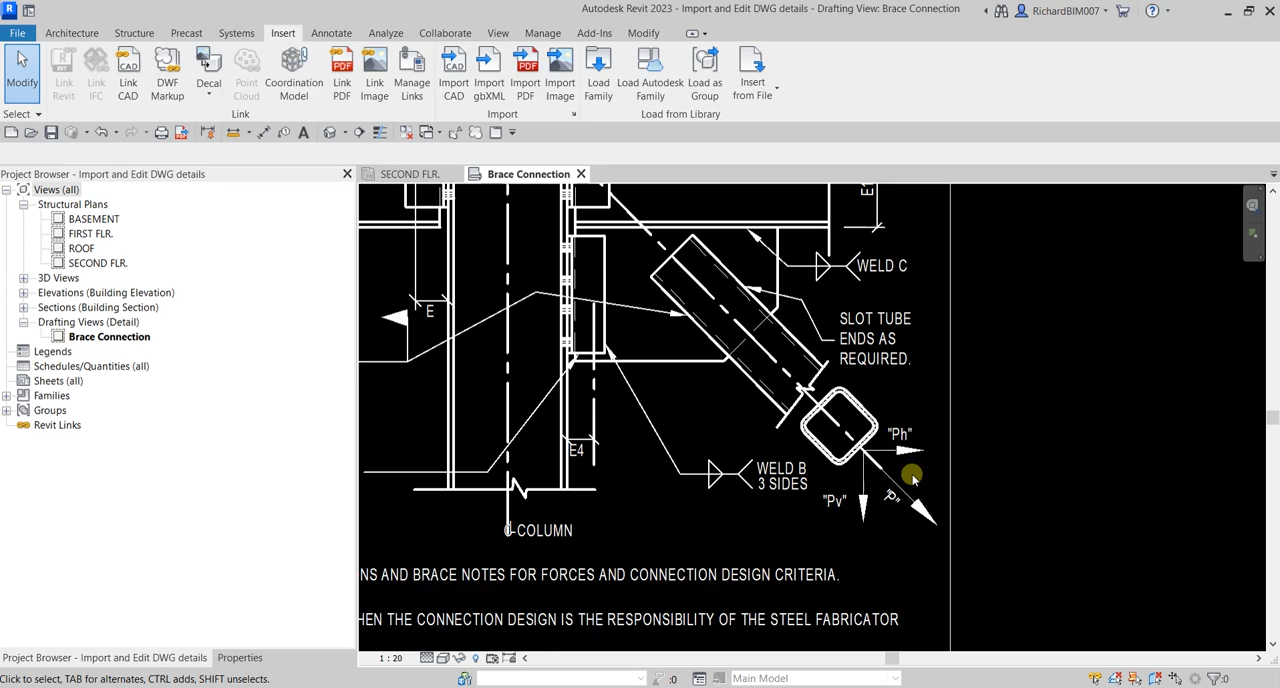 Autodesk Revit 2023 - Import and Edit DWG details - Drafting View: Brace Connection
RichardBIM007
File
Architecture
Structure
Precast
Systems
Insert
Annotate
Analyze
Collaborate
View
Manage
Add-Ins
Modify
Modify
Link Revit
Link IFC
Link CAD
DWF Markup
Decal
Point Cloud
Coordination Model
Link PDF
Link Image
Manage Links
Import CAD
Import gbXML
Import PDF
Import Image
Load Family
Load Autodesk Family
Load as Group
Insert from File
Select
Link
Import
Load from Library
Project Browser - Import and Edit DWG details
SECOND FLR.
Brace Connection
Views (all)
Structural Plans
BASEMENT
FIRST FLR.
ROOF
SECOND FLR.
3D Views
Elevations (Building Elevation)
Sections (Building Section)
Drafting Views (Detail)
Brace Connection
Legends
Schedules/Quantities (all)
Sheets (all)
Families
Groups
Revit Links
WELD C
SLOT TUBE
ENDS AS
REQUIRED.
E
E4
"Ph"
WELD B
3 SIDES
"Pv"
"P"
COLUMN
NS AND BRACE NOTES FOR FORCES AND CONNECTION DESIGN CRITERIA.
HEN THE CONNECTION DESIGN IS THE RESPONSIBILITY OF THE STEEL FABRICATOR
Project Browser - Import and Edit DWG details
Properties
1 : 20
Click to select, TAB for alternates, CTRL adds, SHIFT unselects.
:0
Main Model
:0